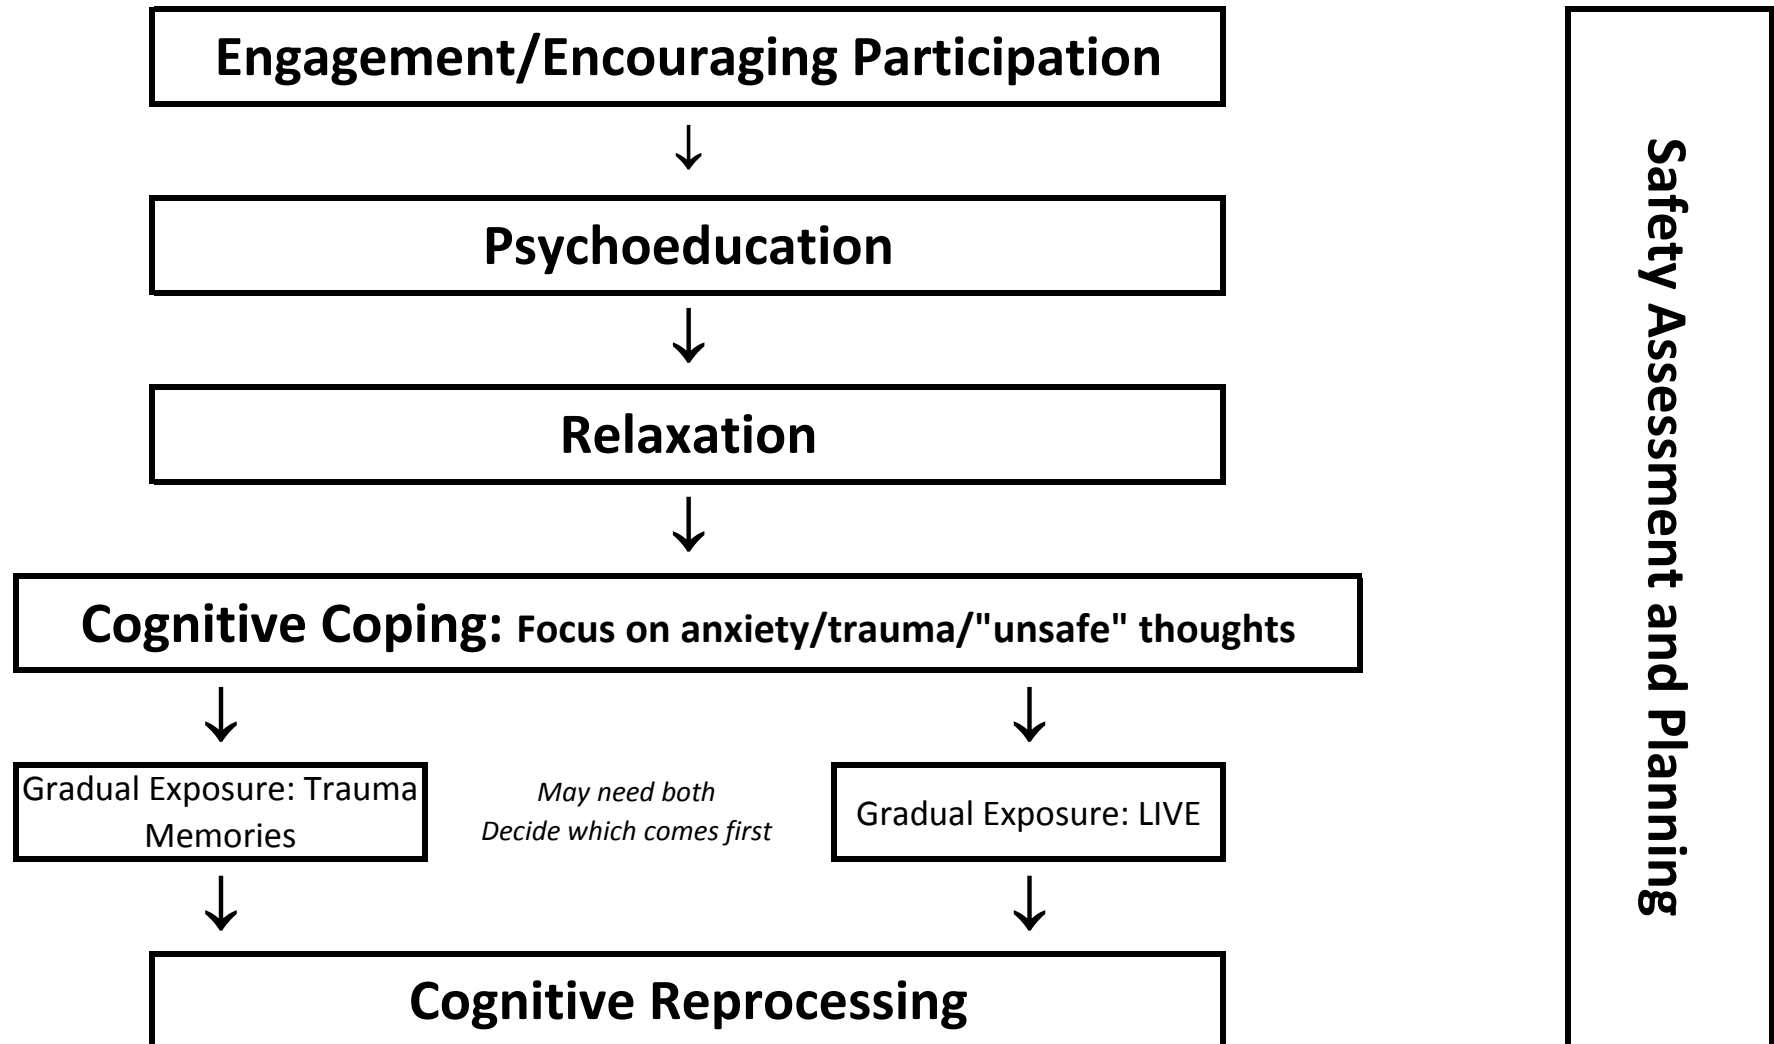 Engagement/Encouraging Participation
↓
Psychoeducation
↓
Relaxation
↓
Cognitive Coping: Focus on anxiety/trauma/"unsafe" thoughts
↓ ↓
Gradual Exposure: Trauma
Memories
May need both
Decide which comes first
Gradual Exposure: LIVE
↓ ↓
Cognitive Reprocessing
Safety Assessment and Planning